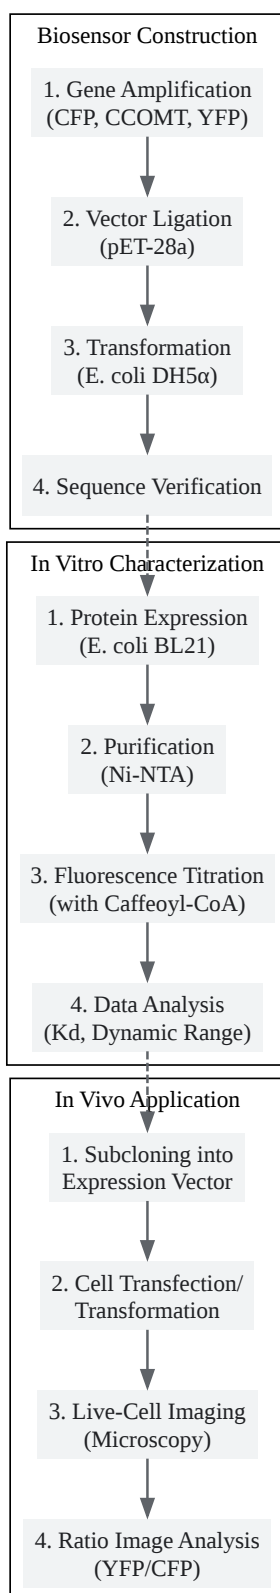 Biosensor Construction
1. Gene Amplification
(CFP, CCOMT, YFP)
2. Vector Ligation
(pET-28a)
3. Transformation
(E. coli DH5α)
4. Sequence Verification
In Vitro Characterization
1. Protein Expression
(E. coli BL21)
2. Purification
(Ni-NTA)
3. Fluorescence Titration
(with Caffeoyl-CoA)
4. Data Analysis
(Kd, Dynamic Range)
In Vivo Application
1. Subcloning into
Expression Vector
2. Cell Transfection/
Transformation
3. Live-Cell Imaging
(Microscopy)
4. Ratio Image Analysis
(YFP/CFP)